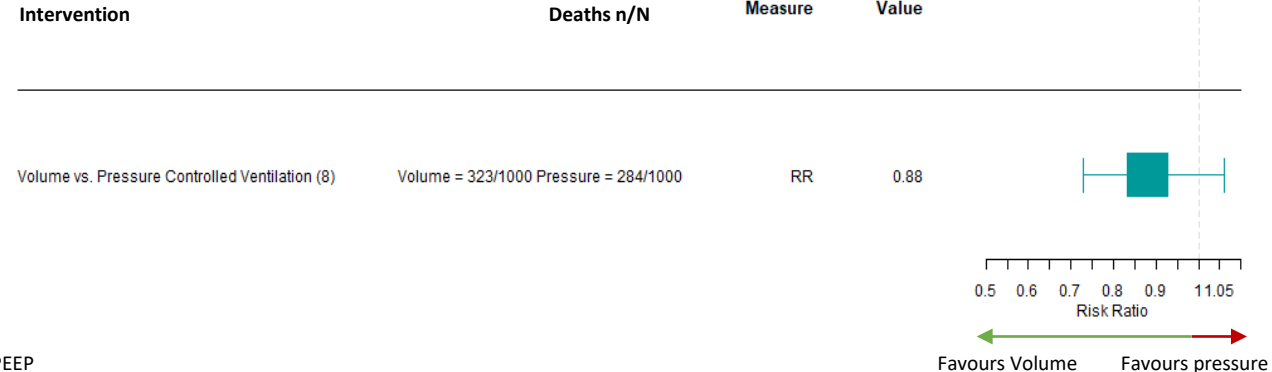 Intervention Deaths n/N Measure Value
Volume vs. Pressure Controlled Ventilation (8) Volume = 323/1000 Pressure = 284/1000 RR 0.88
0.5 0.6 0.7 0.8 0.9 11.05
Risk Ratio
PEEP Favours Volume Favours pressure